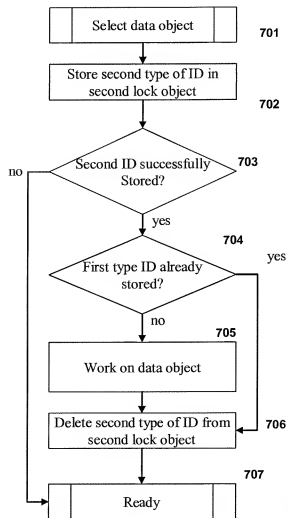 Select data object
701
Store second type of ID in
second lock object
702
Second ID successfully
Stored?
703
no
yes
First type ID already
stored?
704
yes
no
705
Work on data object
Delete second type of ID from
second lock object
706
707
Ready